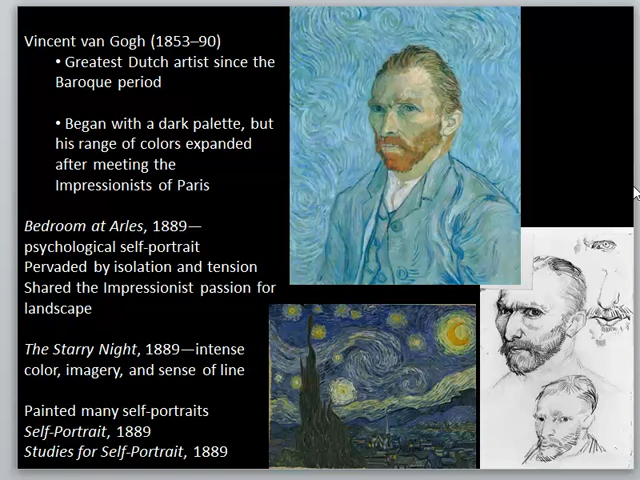 Vincent van Gogh (1853–90)
• Greatest Dutch artist since the
Baroque period
• Began with a dark palette, but
his range of colors expanded
after meeting the
Impressionists of Paris
Bedroom at Arles, 1889—
psychological self-portrait
Pervaded by isolation and tension
Shared the Impressionist passion for
landscape
The Starry Night, 1889—intense
color, imagery, and sense of line
Painted many self-portraits
Self-Portrait, 1889
Studies for Self-Portrait, 1889